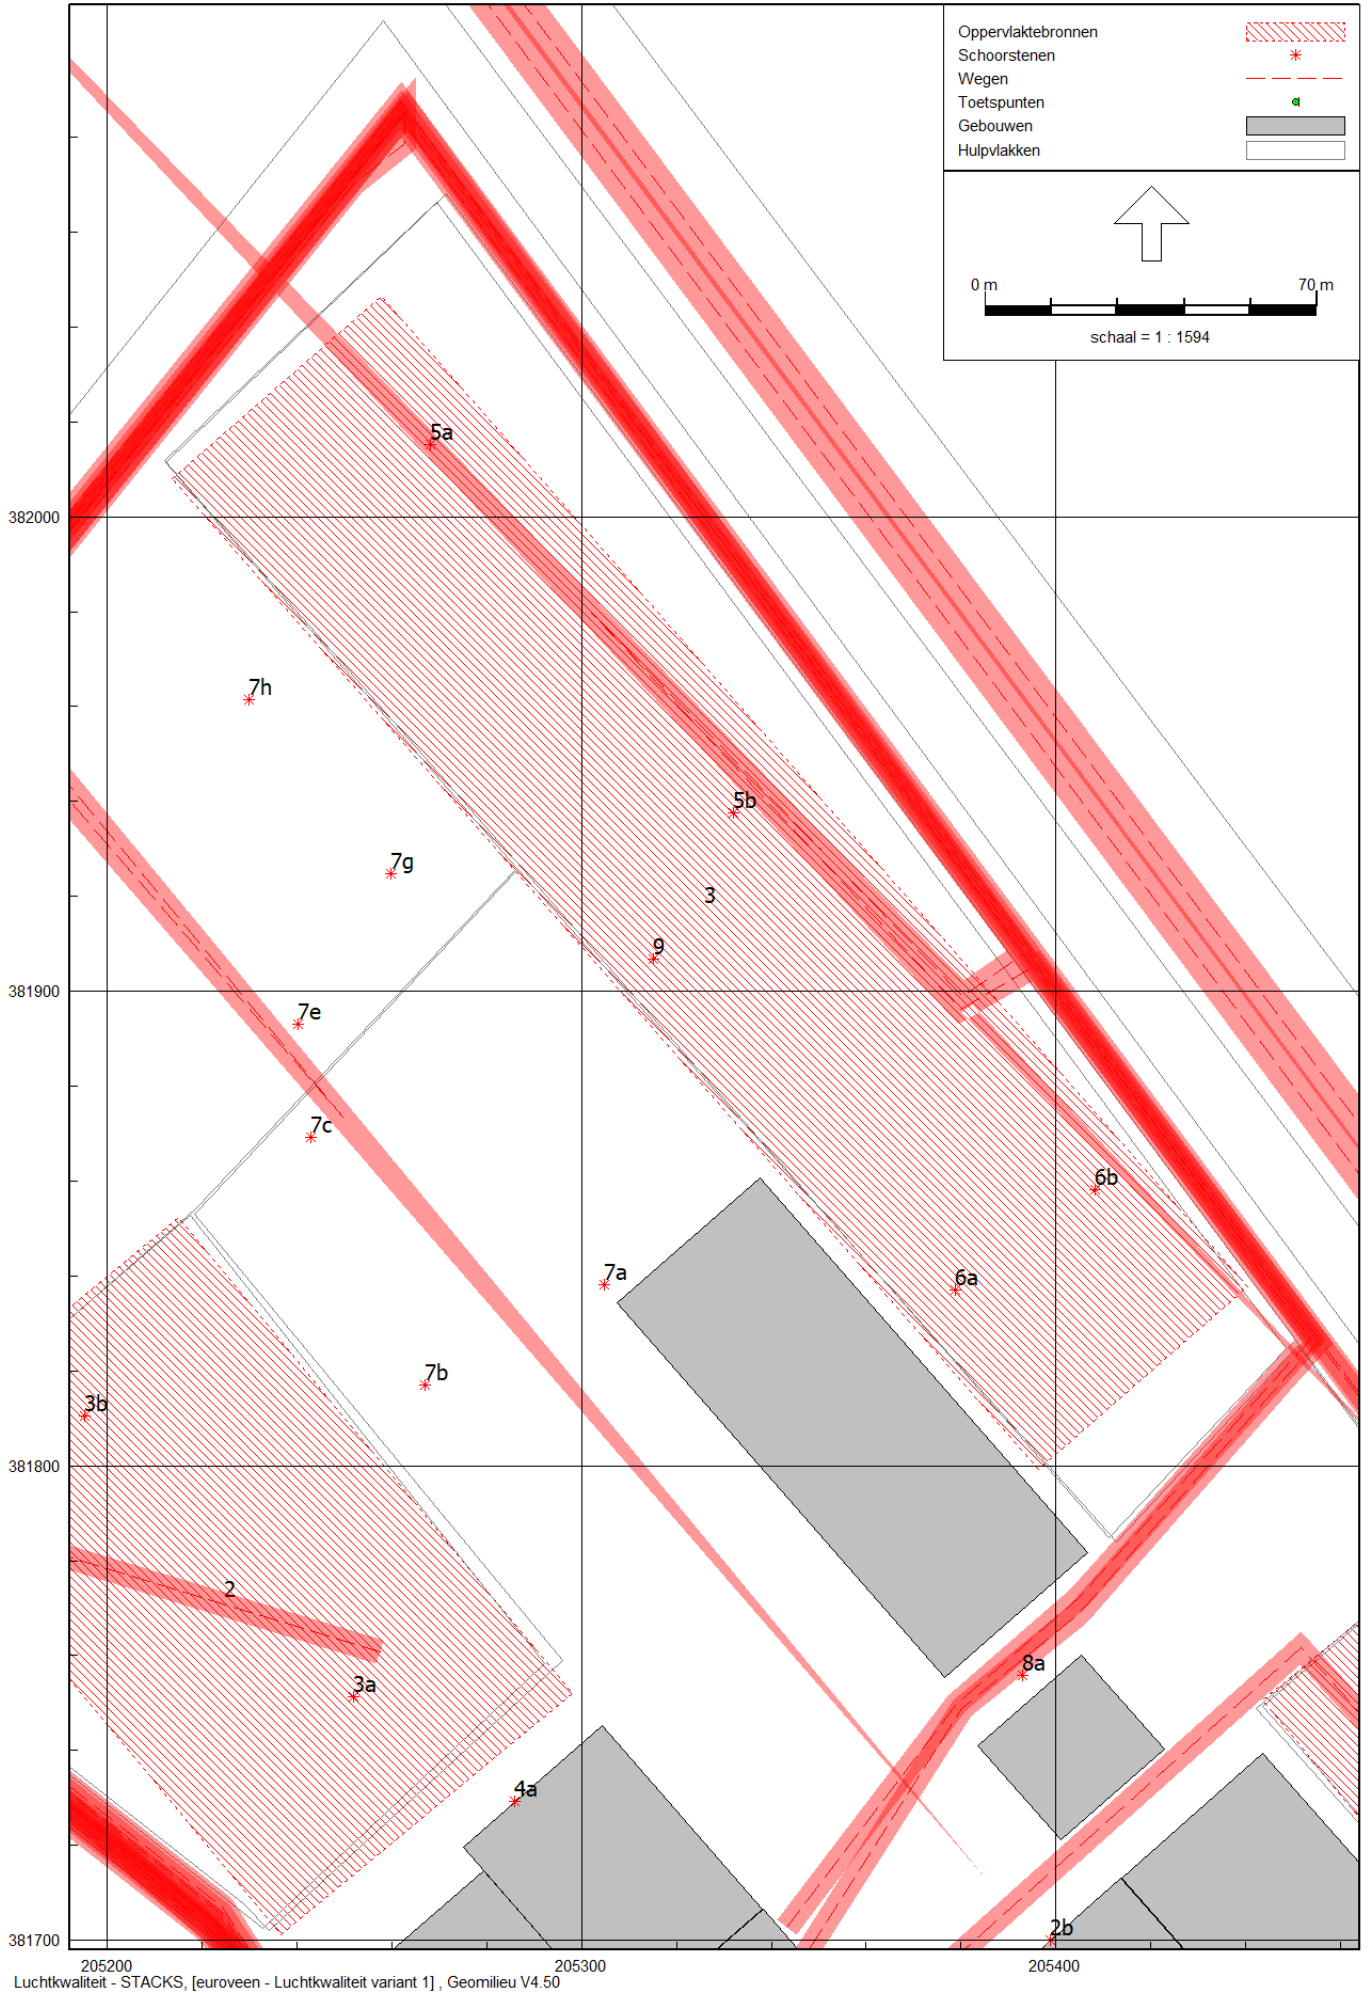 Oppervlaktebronnen
Schoorstenen
Wegen
Toetspunten
Gebouwen
Hulpvlakken
0 m 70 m
schaal = 1 : 1594
5a
382000
7h
5b
7g
3
9
381900
7e
7c
6b
7a
6a
7b
3b
381800
2
8a
3a
4a
2b
381700
205200 205300 205400
Luchtkwaliteit - STACKS, [euroveen - Luchtkwaliteit variant 1] , Geomilieu V4.50